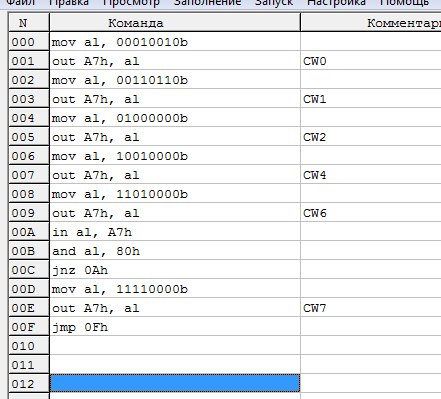 Файл Правка Просмотр Заполнение Запуск Настройка Помощь
N Команда
000 mov al, 00010010b
001 out A7h, al CW0
002 mov al, 00110110b
003 out A7h, al CW1
004 mov al, 01000000b
005 out A7h, al CW2
006 mov al, 10010000b
007 out A7h, al CW4
008 mov al, 11010000b
009 out A7h, al CW6
00A in al, A7h
00B and al, 80h
00C jnz 0Ah
00D mov al, 11110000b
00E out A7h, al CW7
00F jmp 0Fh
010
011
012